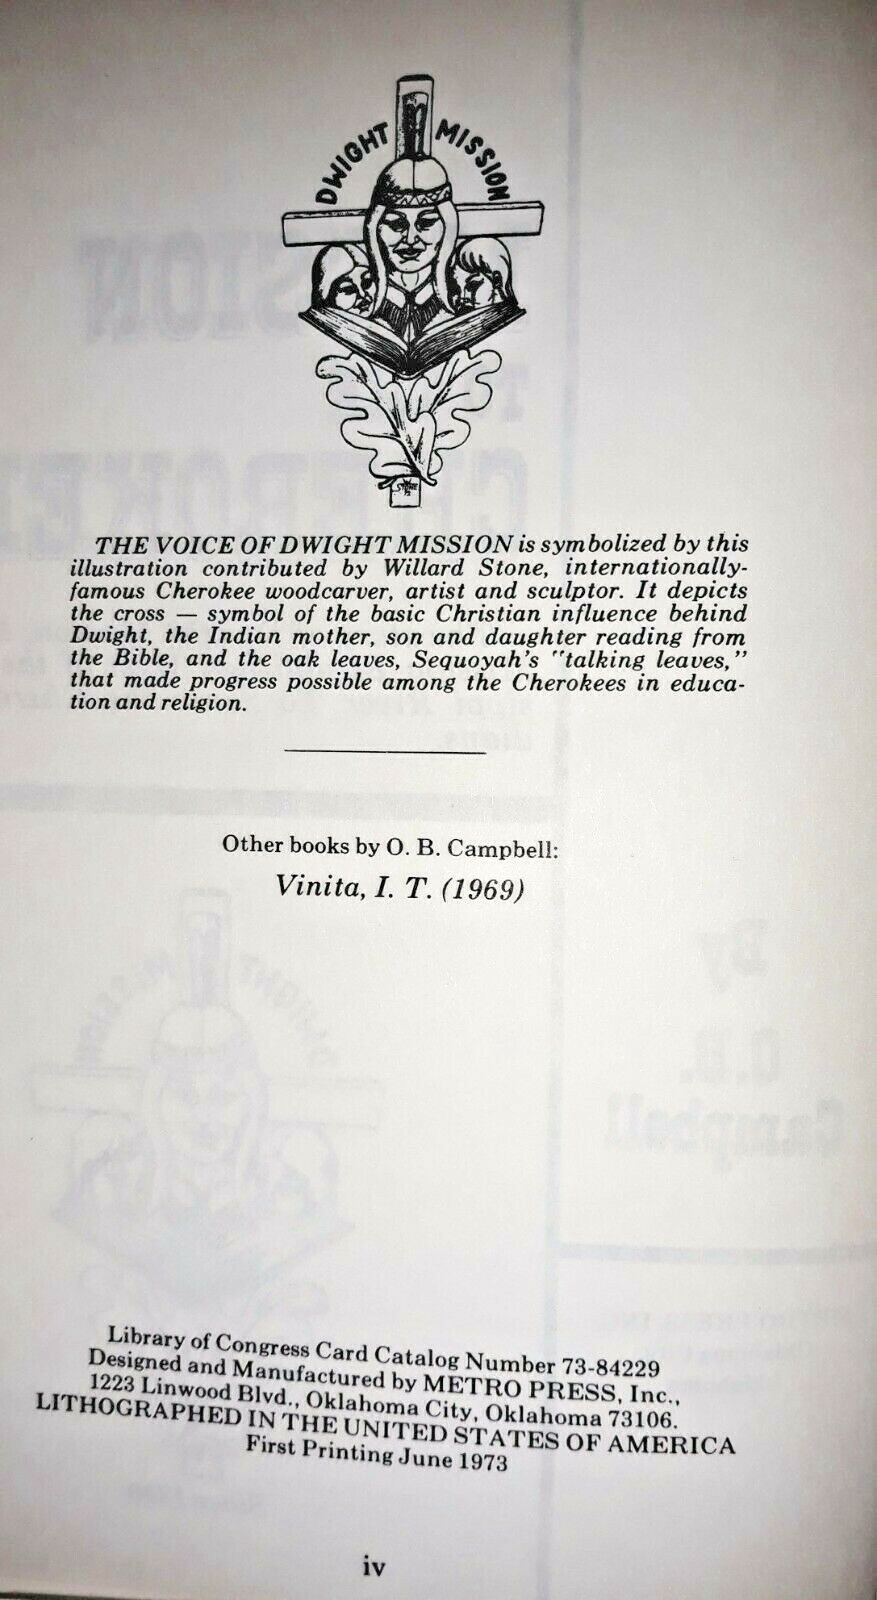 DWIGHT MISSION
STONE
THE VOICE OF DWIGHT MISSION is symbolized by this
illustration contributed by Willard Stone, internationally-
famous Cherokee woodcarver, artist and sculptor. It depicts
the cross — symbol of the basic Christian influence behind
Dwight, the Indian mother, son and daughter reading from
the Bible, and the oak leaves, Sequoyah's "talking leaves,"
that made progress possible among the Cherokees in educa-
tion and religion.
Other books by O. B. Campbell:
Vinita, I. T. (1969)
By
O.B.
Campbell
Library of Congress Card Catalog Number 73-84229
Designed and Manufactured by METRO PRESS, Inc.,
1223 Linwood Blvd., Oklahoma City, Oklahoma 73106.
LITHOGRAPHED IN THE UNITED STATES OF AMERICA
First Printing June 1973
iv